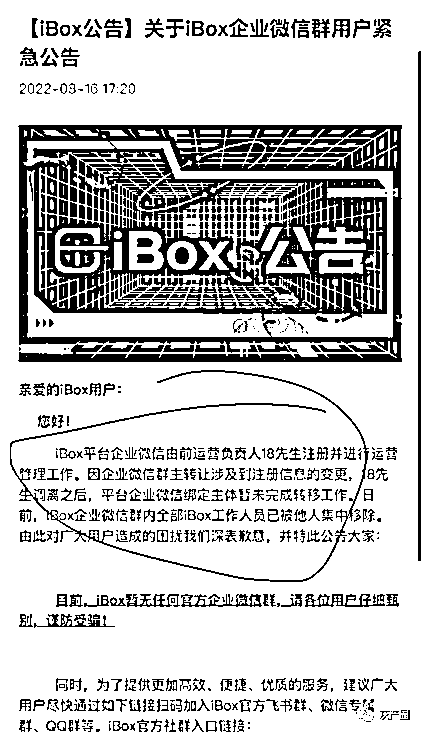 【iBox公告】关于iBox企业微信群用户紧
急公告
2022-08-16 17:20
iBox 公告
亲爱的iBox用户：
您好！
iBox平台企业微信由前运营负责人18先生注册并进行运营
管理工作。因企业微信群主转让涉及到注册信息的变更，18先
生调离之后，平台企业微信绑定主体暂未完成转移工作。目
前，iBox企业微信群内全部iBox工作人员已被他人集中移除。
由此对广大用户造成的困扰我们深表歉意，并特此公告大家：
目前，iBox暂无任何官方企业微信群，请各位用户仔细甄
别，谨防受骗！
同时，为了提供更加高效、便捷、优质的服务，建议广大
用户尽快通过如下链接扫码加入iBox官方飞书群、微信专属
群、QQ群等。iBox官方社群入口链接：
灰产圈